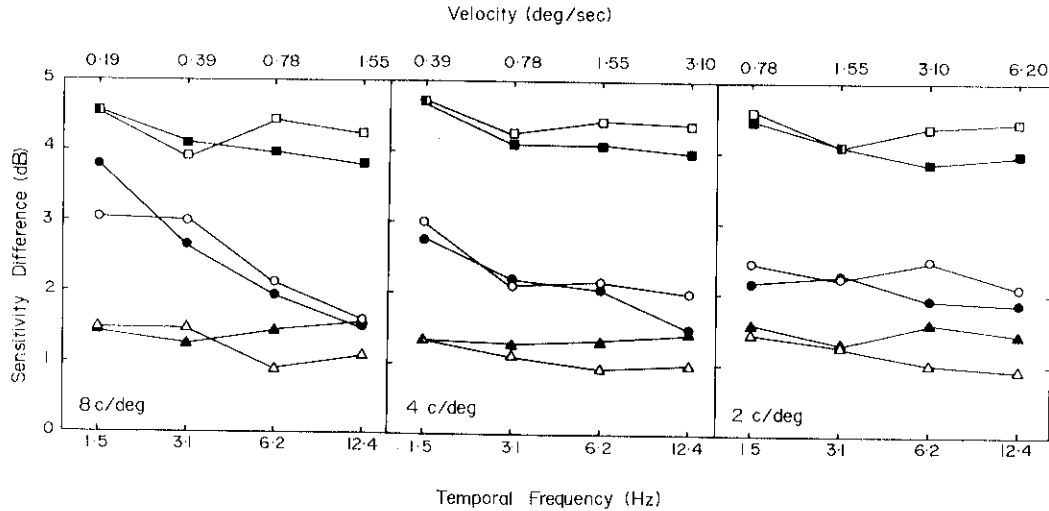 Velocity (deg/sec)
0·19 0·39 0·78 1·55 0·39 0·78 1·55 3·10 0·78 1·55 3·10 6·20
5
4
3
2
1
0
Sensitivity Difference (dB)
8 c/deg 4 c/deg 2 c/deg
1·5 3·1 6·2 12·4 1·5 3·1 6·2 12·4 1·5 3·1 6·2 12·4
Temporal Frequency (Hz)